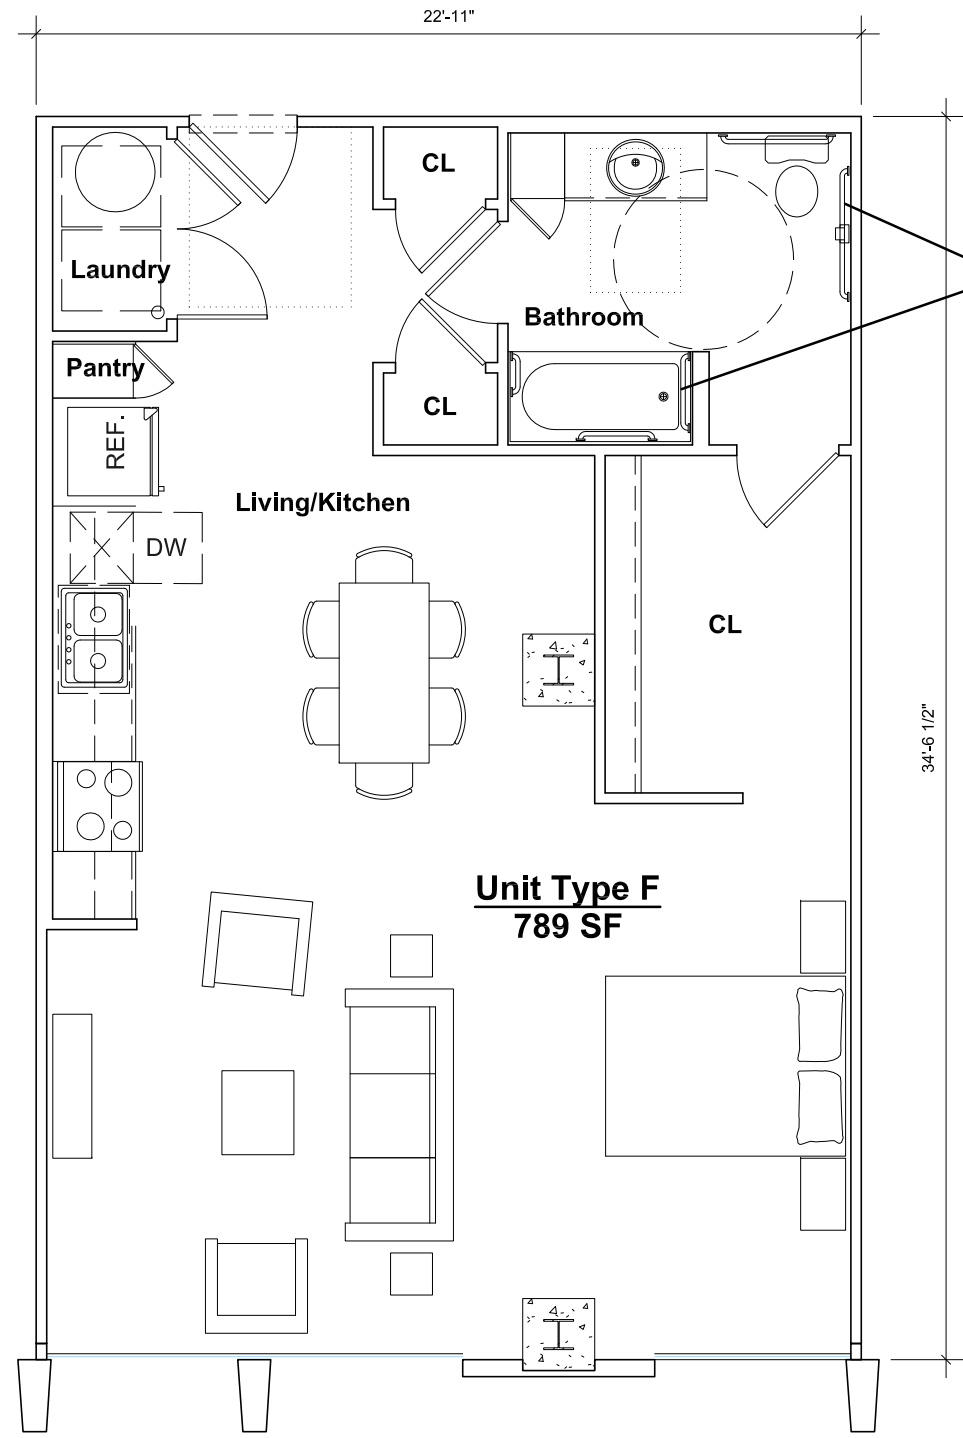 22'-11"
CL
Laundry
Bathroom
Pantry
CL
REF.
Living/Kitchen
DW
CL
34'-6 1/2"
Unit Type F
789 SF